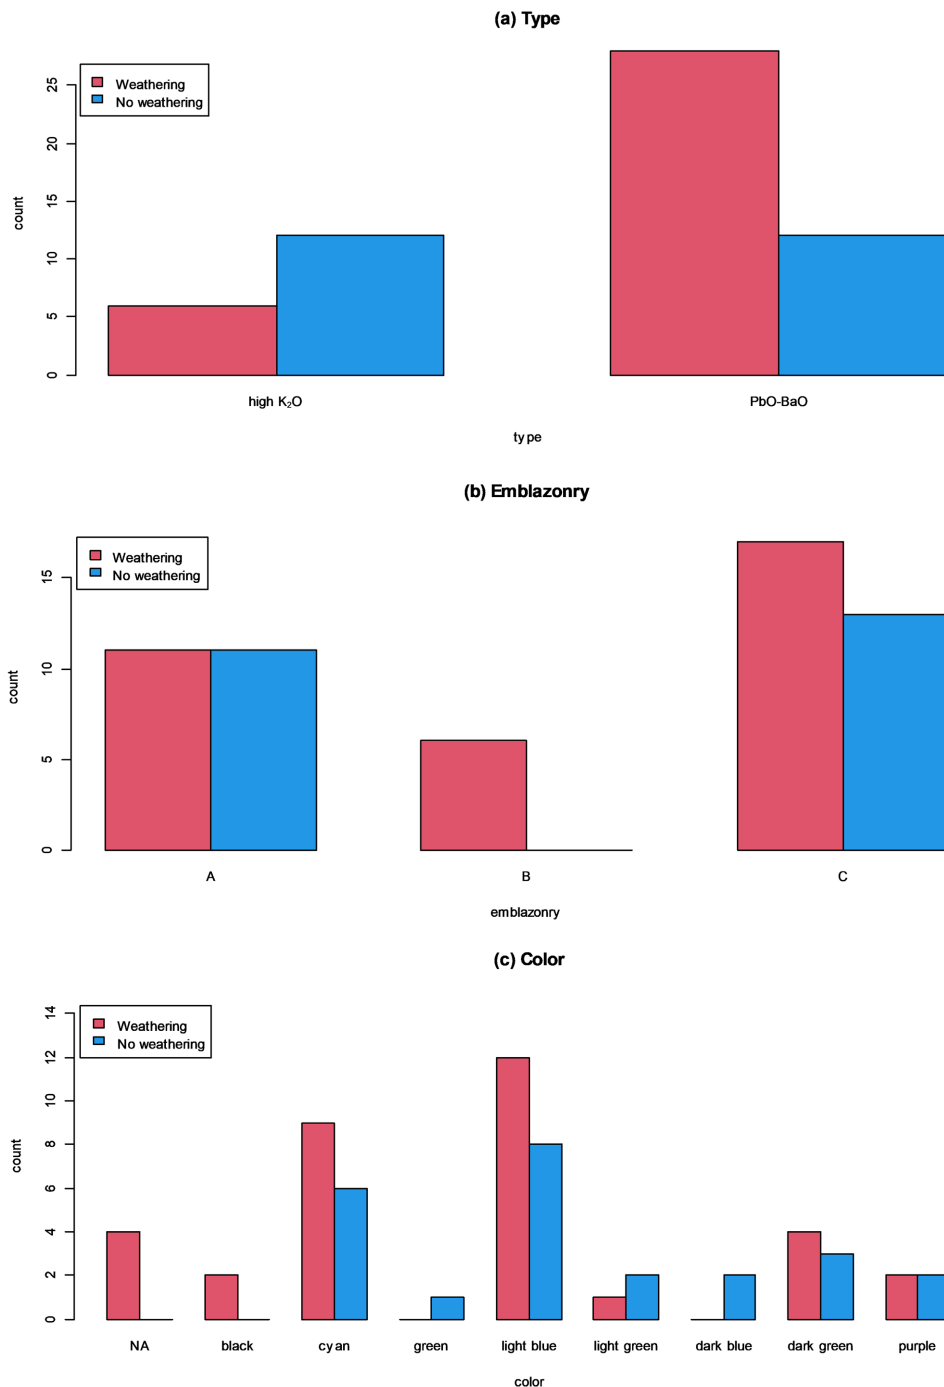 (a) Type
Weathering
No weathering
count
0
5
10
15
20
25
high K₂O
PbO-BaO
type
(b) Emblazonry
Weathering
No weathering
count
0
5
10
15
A
B
C
emblazonry
(c) Color
Weathering
No weathering
count
0
2
4
6
8
10
12
14
NA
black
cyan
green
light blue
light green
dark blue
dark green
purple
color